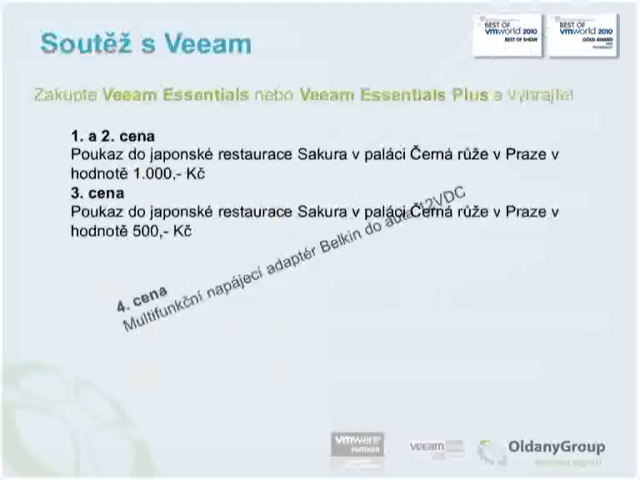 Soutěž s Veeam
BEST OF
vmworld 2010
BEST OF SHOW
BEST OF
vmworld 2010
GOLD AWARD
Zakupte Veeam Essentials nebo Veeam Essentials Plus a vyhrajte!
1. a 2. cena
Poukaz do japonské restaurace Sakura v paláci Černá růže v Praze v
hodnotě 1.000,- Kč
3. cena
Poukaz do japonské restaurace Sakura v paláci Černá růže v Praze v
hodnotě 500,- Kč
4. cena
Multifunkční napájecí adaptér Belkin do auta 12VDC
vmware
PARTNER
veeam
OldanyGroup